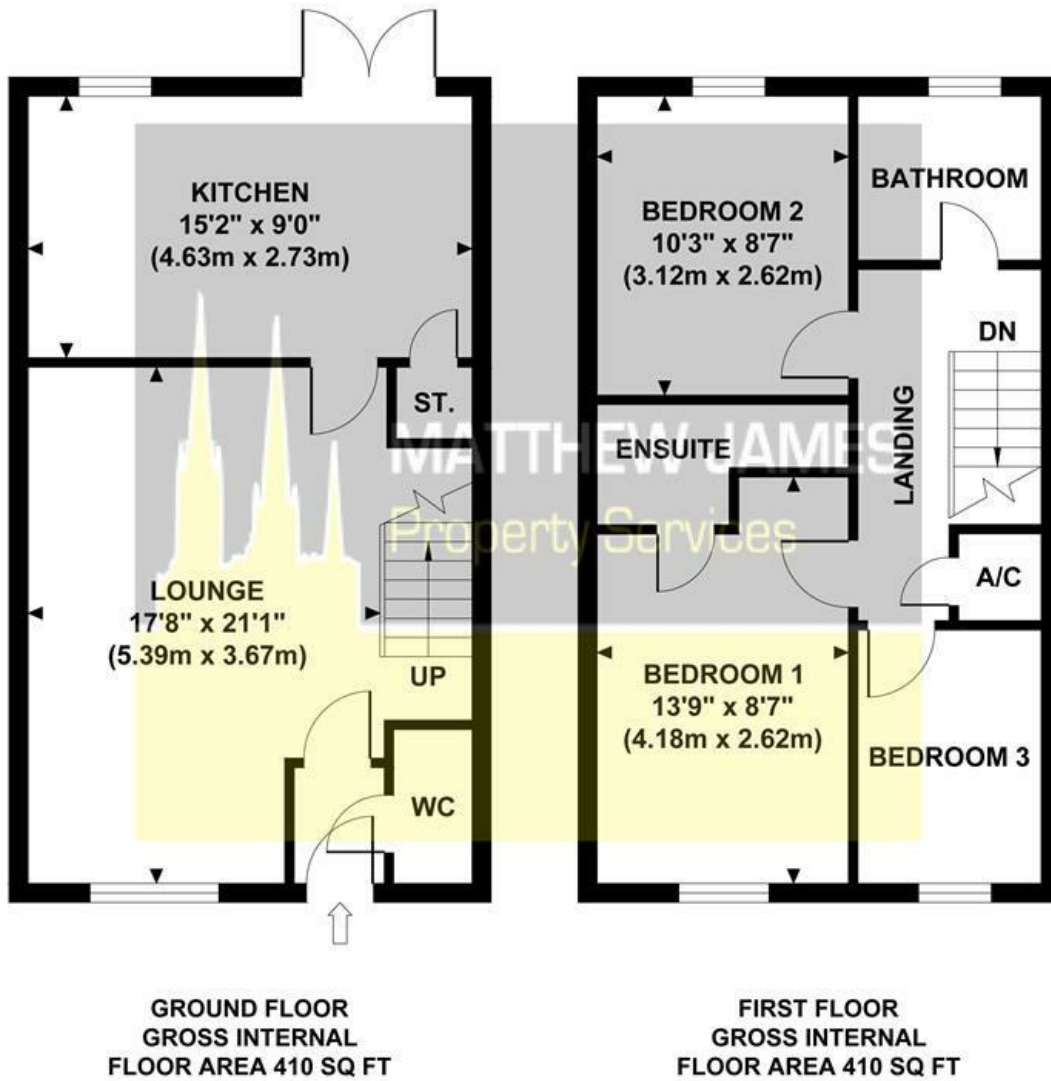 KITCHEN
15'2" x 9'0"
(4.63m x 2.73m)
ST.
LOUNGE
17'8" x 21'1"
(5.39m x 3.67m)
UP
WC
BEDROOM 2
10'3" x 8'7"
(3.12m x 2.62m)
BATHROOM
DN
LANDING
ENSUITE
MATTHEW JAMES
Property Services
A/C
BEDROOM 1
13'9" x 8'7"
(4.18m x 2.62m)
BEDROOM 3
GROUND FLOOR
GROSS INTERNAL
FLOOR AREA 410 SQ FT
FIRST FLOOR
GROSS INTERNAL
FLOOR AREA 410 SQ FT